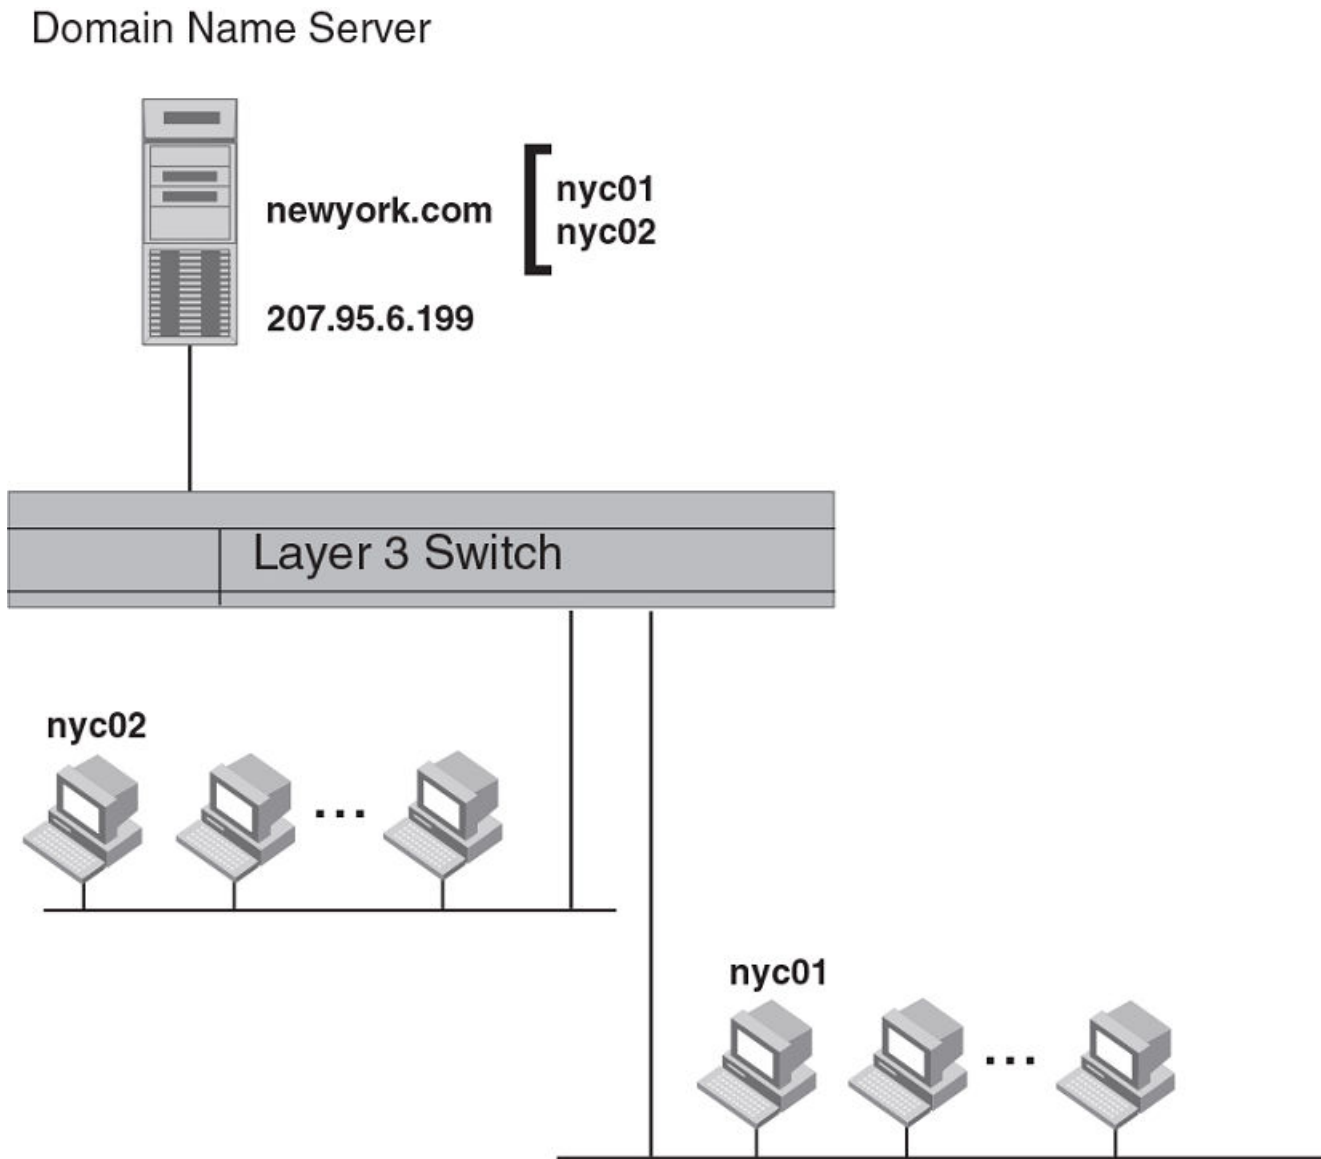 Domain Name Server
newyork.com
nyc01
nyc02
207.95.6.199
Layer 3 Switch
nyc02
...
nyc01
...